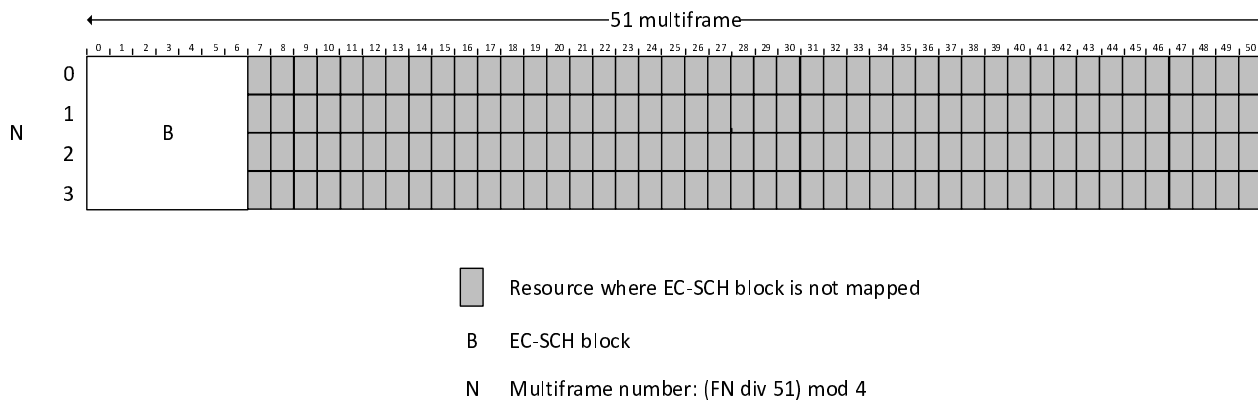 51 multiframe
0 1 2 3 4 5 6 7 8 9 10 11 12 13 14 15 16 17 18 19 20 21 22 23 24 25 26 27 28 29 30 31 32 33 34 35 36 37 38 39 40 41 42 43 44 45 46 47 48 49 50
0
1
N B
2
3
Resource where EC-SCH block is not mapped
B EC-SCH block
N Multiframe number: (FN div 51) mod 4